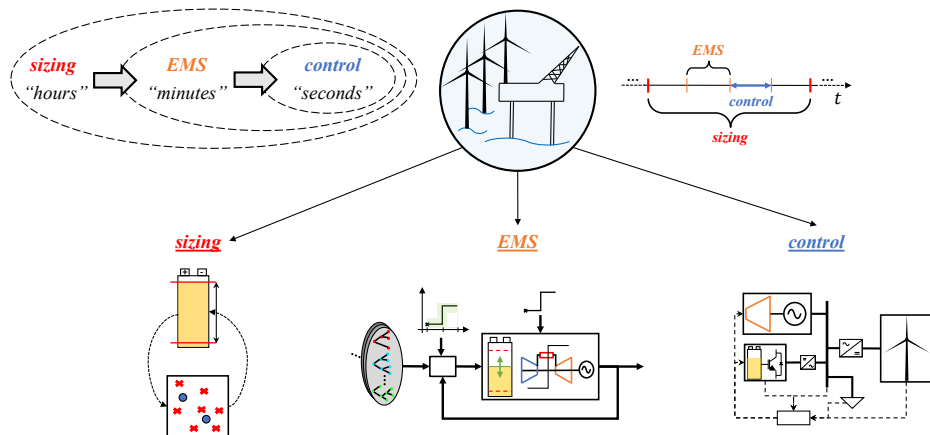 sizing EMS control
“hours” “minutes” “seconds”
EMS
... ...
control t
sizing
sizing EMS control
+ -
...